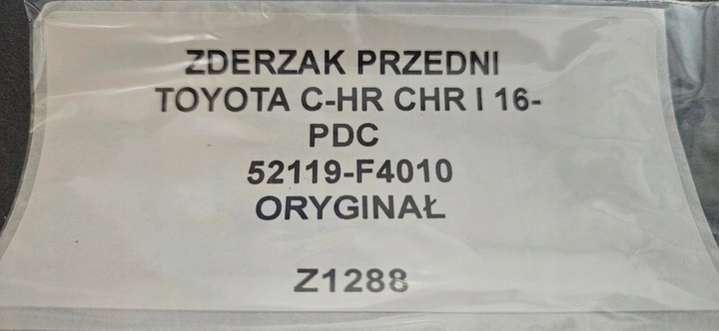 ZDERZAK PRZEDNI
TOYOTA C-HR CHR I 16-
PDC
52119-F4010
ORYGINAŁ
Z1288